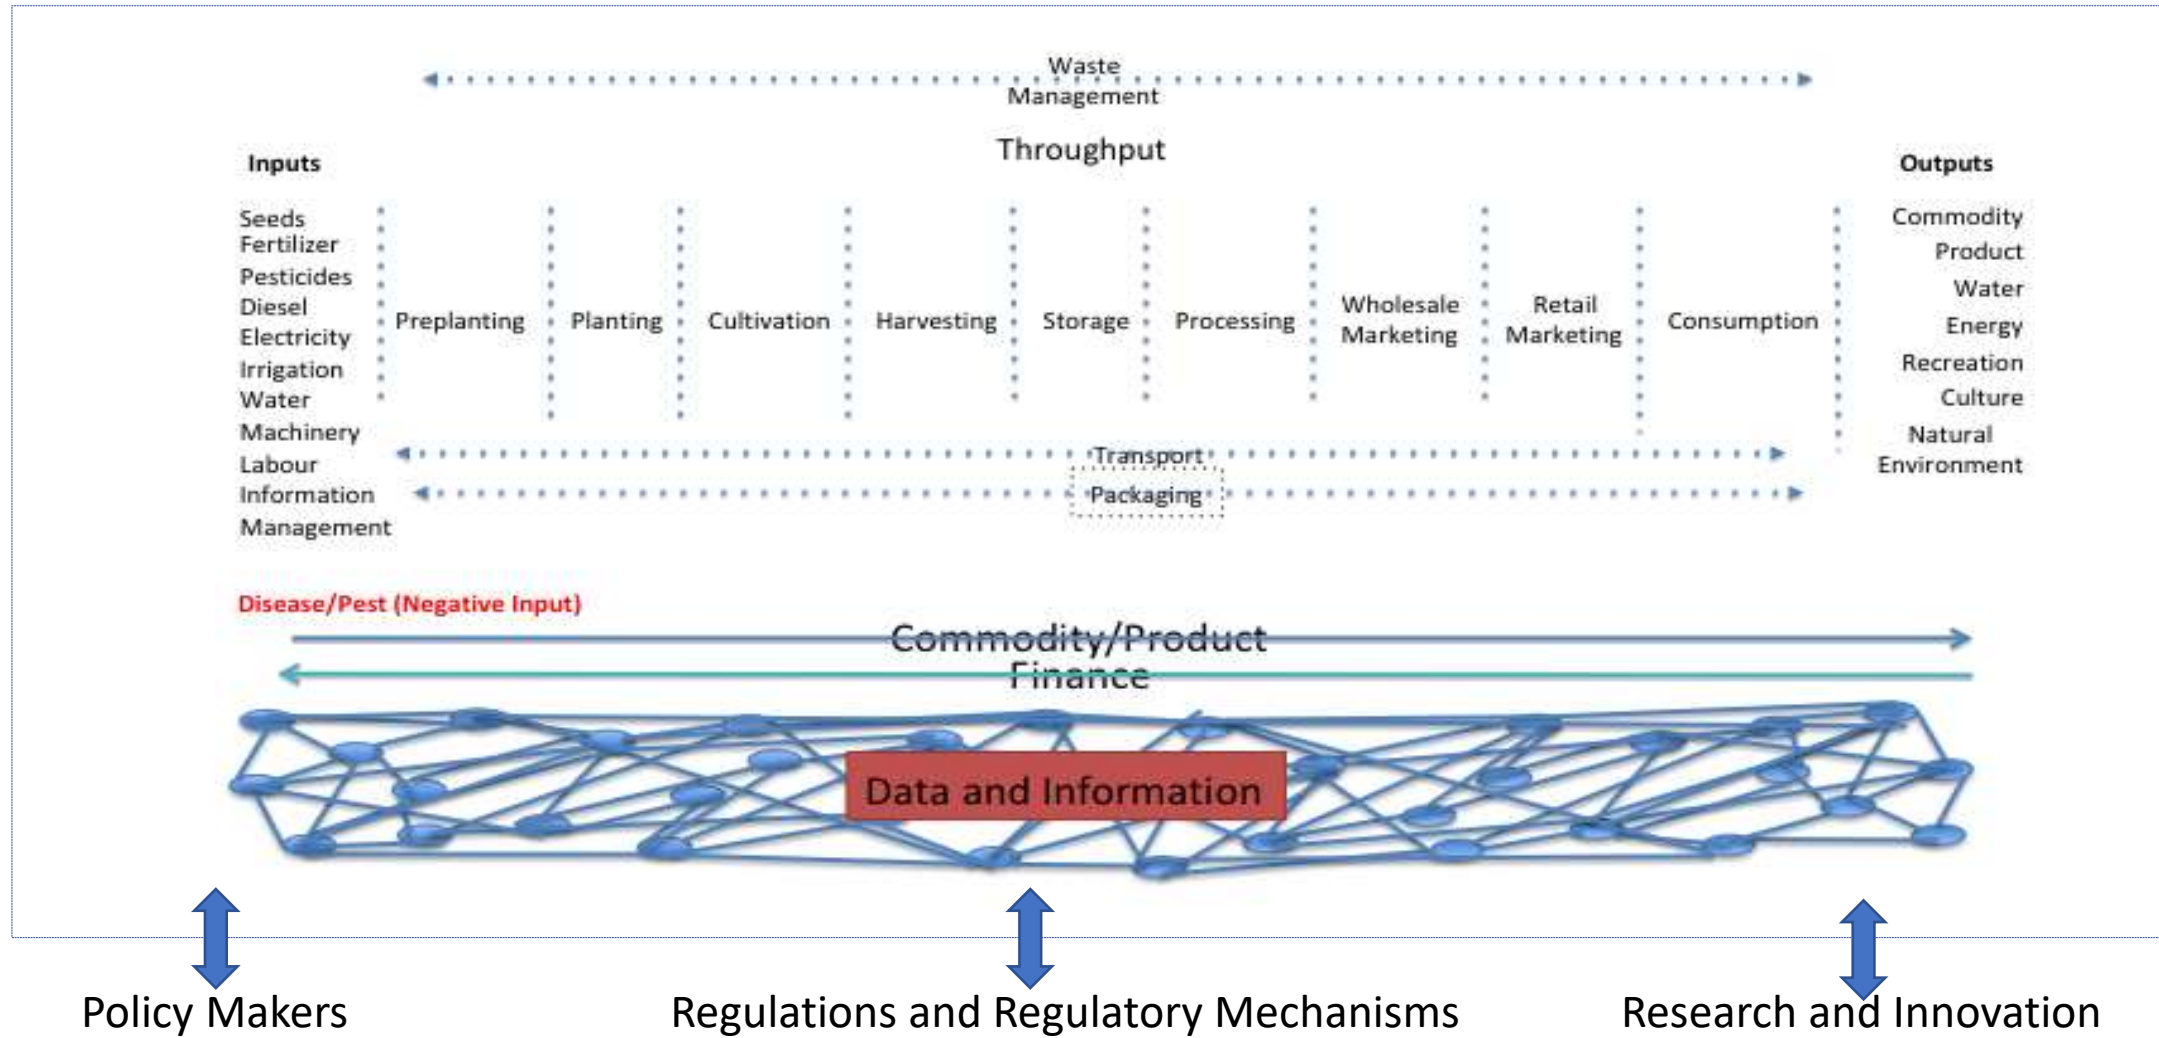 Waste
Management
Throughput
Inputs
Seeds
Fertilizer
Pesticides
Diesel
Electricity
Irrigation
Water
Machinery
Labour
Information
Management
Preplanting
Planting
Cultivation
Harvesting
Storage
Processing
Wholesale
Marketing
Retail
Marketing
Consumption
Outputs
Commodity
Product
Water
Energy
Recreation
Culture
Natural
Environment
Transport
Packaging
Disease/Pest (Negative Input)
Commodity/Product
Finance
Data and Information
Policy Makers
Regulations and Regulatory Mechanisms
Research and Innovation